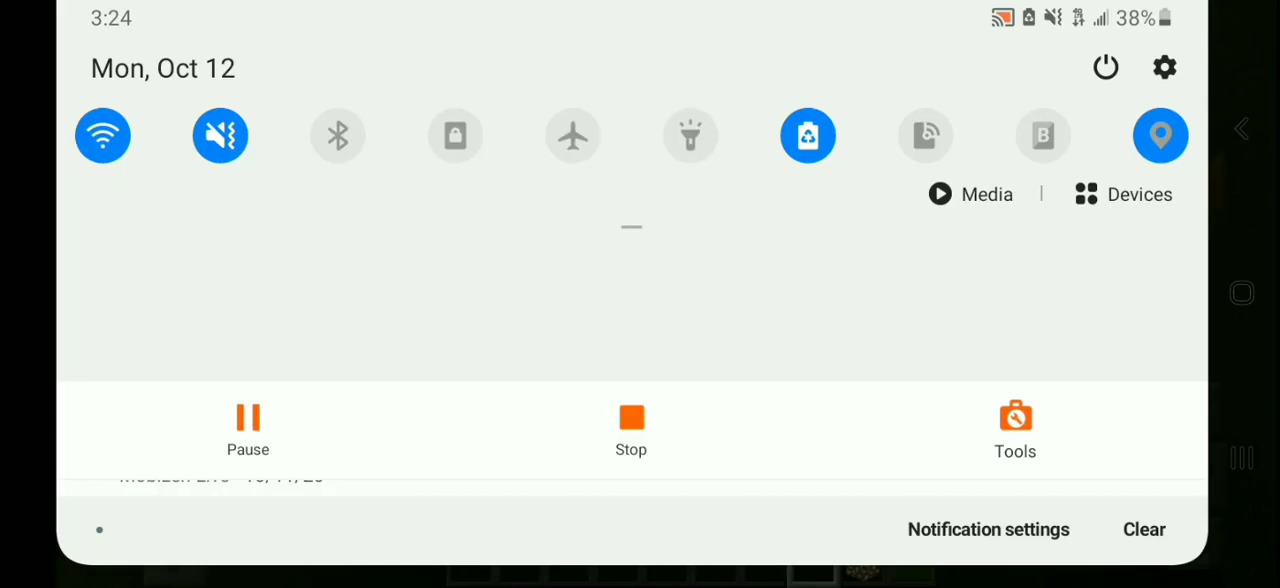 3:24
38%
Mon, Oct 12
B
Media | Devices
Pause
Stop
Tools
Notification settings
Clear